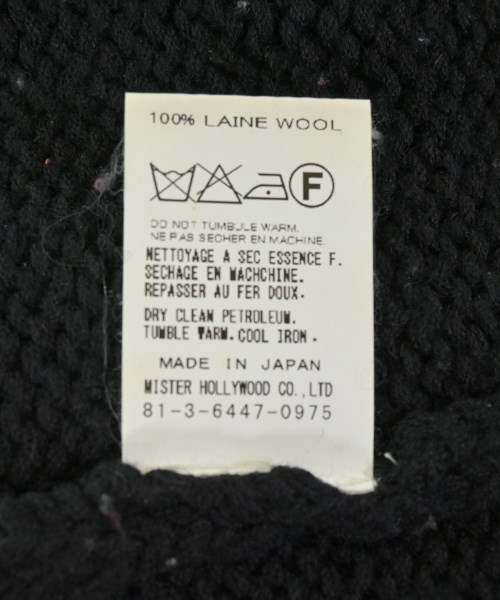 100% LAINE WOOL
F
DO NOT TUMBULE WARM.
NE PAS SECHER EN MACHINE.
NETTOYAGE A SEC ESSENCE F.
SECHAGE EN MACHCHINE.
REPASSER AU FER DOUX.
DRY CLEAN PETROLEUM.
TUMBLE WARM. COOL IRON.
MADE IN JAPAN
MISTER HOLLYWOOD CO.,LTD
81-3-6447-0975